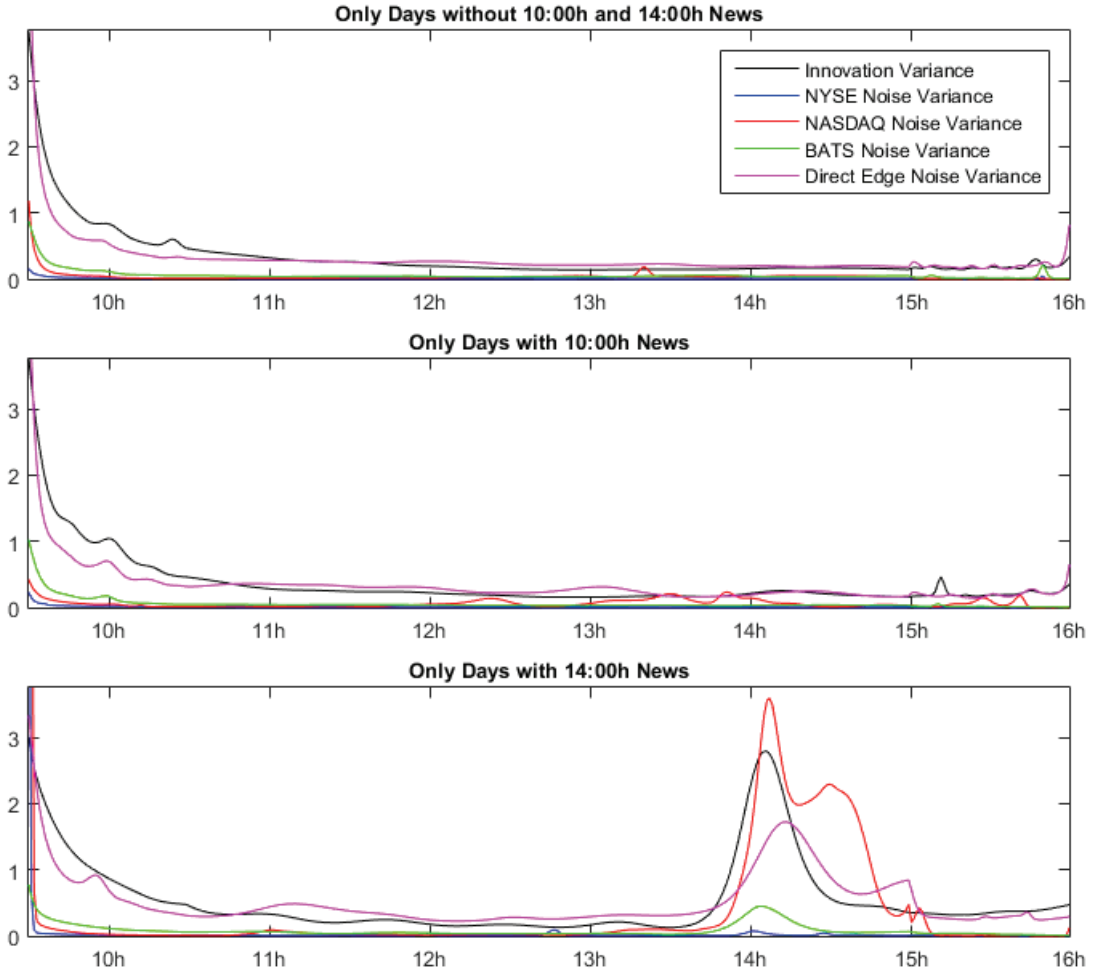 Only Days without 10:00h and 14:00h News
3
2
1
0
Innovation Variance
NYSE Noise Variance
NASDAQ Noise Variance
BATS Noise Variance
Direct Edge Noise Variance
10h 11h 12h 13h 14h 15h 16h
Only Days with 10:00h News
3
2
1
0
10h 11h 12h 13h 14h 15h 16h
Only Days with 14:00h News
3
2
1
0
10h 11h 12h 13h 14h 15h 16h